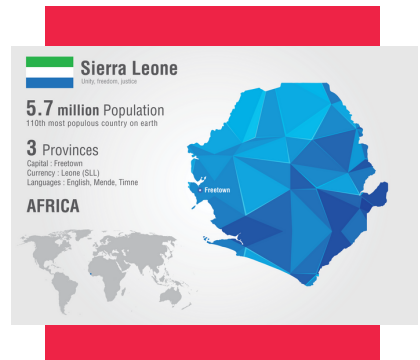 Sierra Leone
Unity, freedom, justice
5.7 million Population
110th most populous country on earth
3 Provinces
Capital : Freetown
Currency : Leone (SLL)
Languages : English, Mende, Timne
AFRICA
Freetown